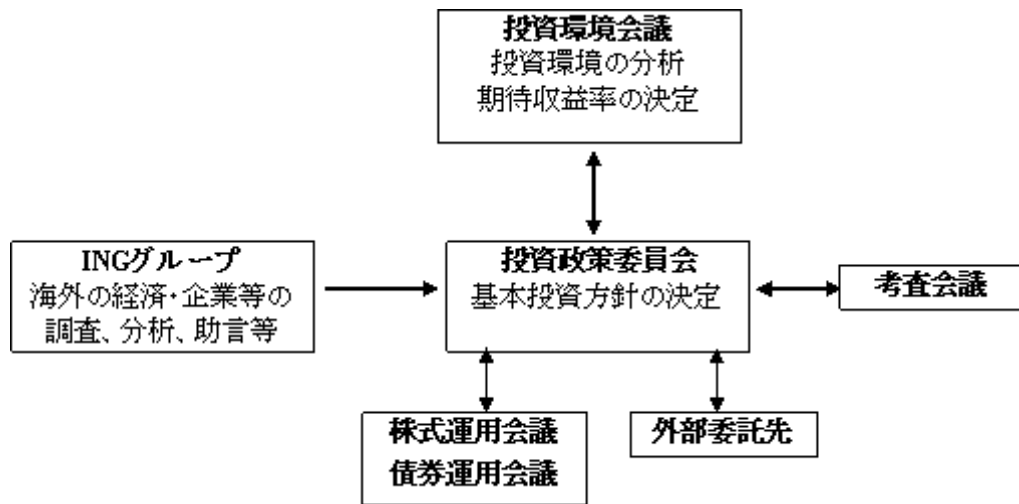 投資環境会議
投資環境の分析
期待収益率の決定
INGグループ
海外の経済・企業等の
調査、分析、助言等
投資政策委員会
基本投資方針の決定
考査会議
株式運用会議
債券運用会議
外部委託先